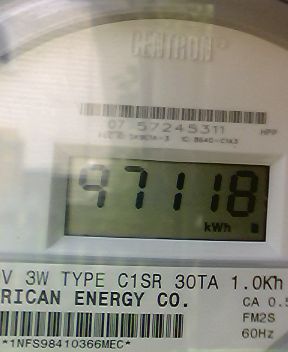 CENTRON®
07 57245311 HPP
97118
kWh
V 3W TYPE C1SR 30TA 1.0Kh
RICAN ENERGY CO.
CA 0.5
FM2S
60Hz
*1NFS98410366MEC*